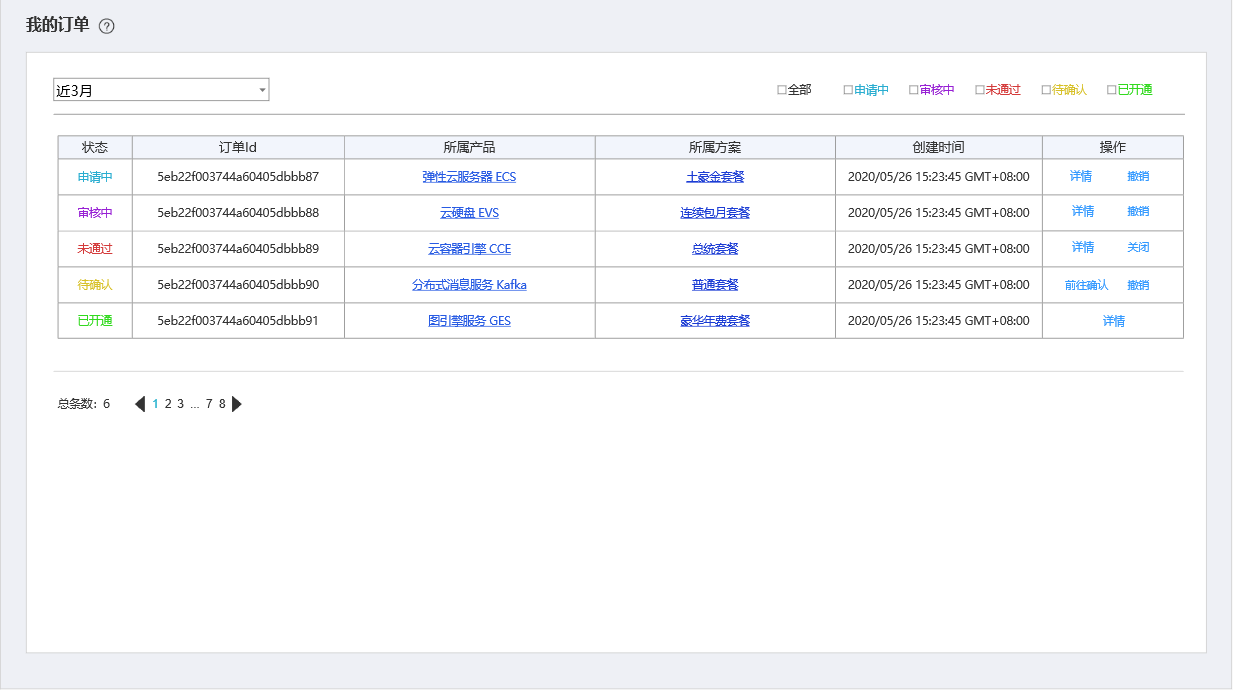 我的订单 ?
近3月
全部 申请中 审核中 未通过 待确认 已开通
状态 订单Id 所属产品 所属方案 创建时间 操作
申请中 5eb22f003744a60405dbbb87 弹性云服务器 ECS 土豪金套餐 2020/05/26 15:23:45 GMT+08:00 详情 撤销
审核中 5eb22f003744a60405dbbb88 云硬盘 EVS 连续包月套餐 2020/05/26 15:23:45 GMT+08:00 详情 撤销
未通过 5eb22f003744a60405dbbb89 云容器引擎 CCE 总统套餐 2020/05/26 15:23:45 GMT+08:00 详情 关闭
待确认 5eb22f003744a60405dbbb90 分布式消息服务 Kafka 普通套餐 2020/05/26 15:23:45 GMT+08:00 前往确认 撤销
已开通 5eb22f003744a60405dbbb91 图引擎服务 GES 豪华年费套餐 2020/05/26 15:23:45 GMT+08:00 详情
总条数: 6 1 2 3 ... 7 8